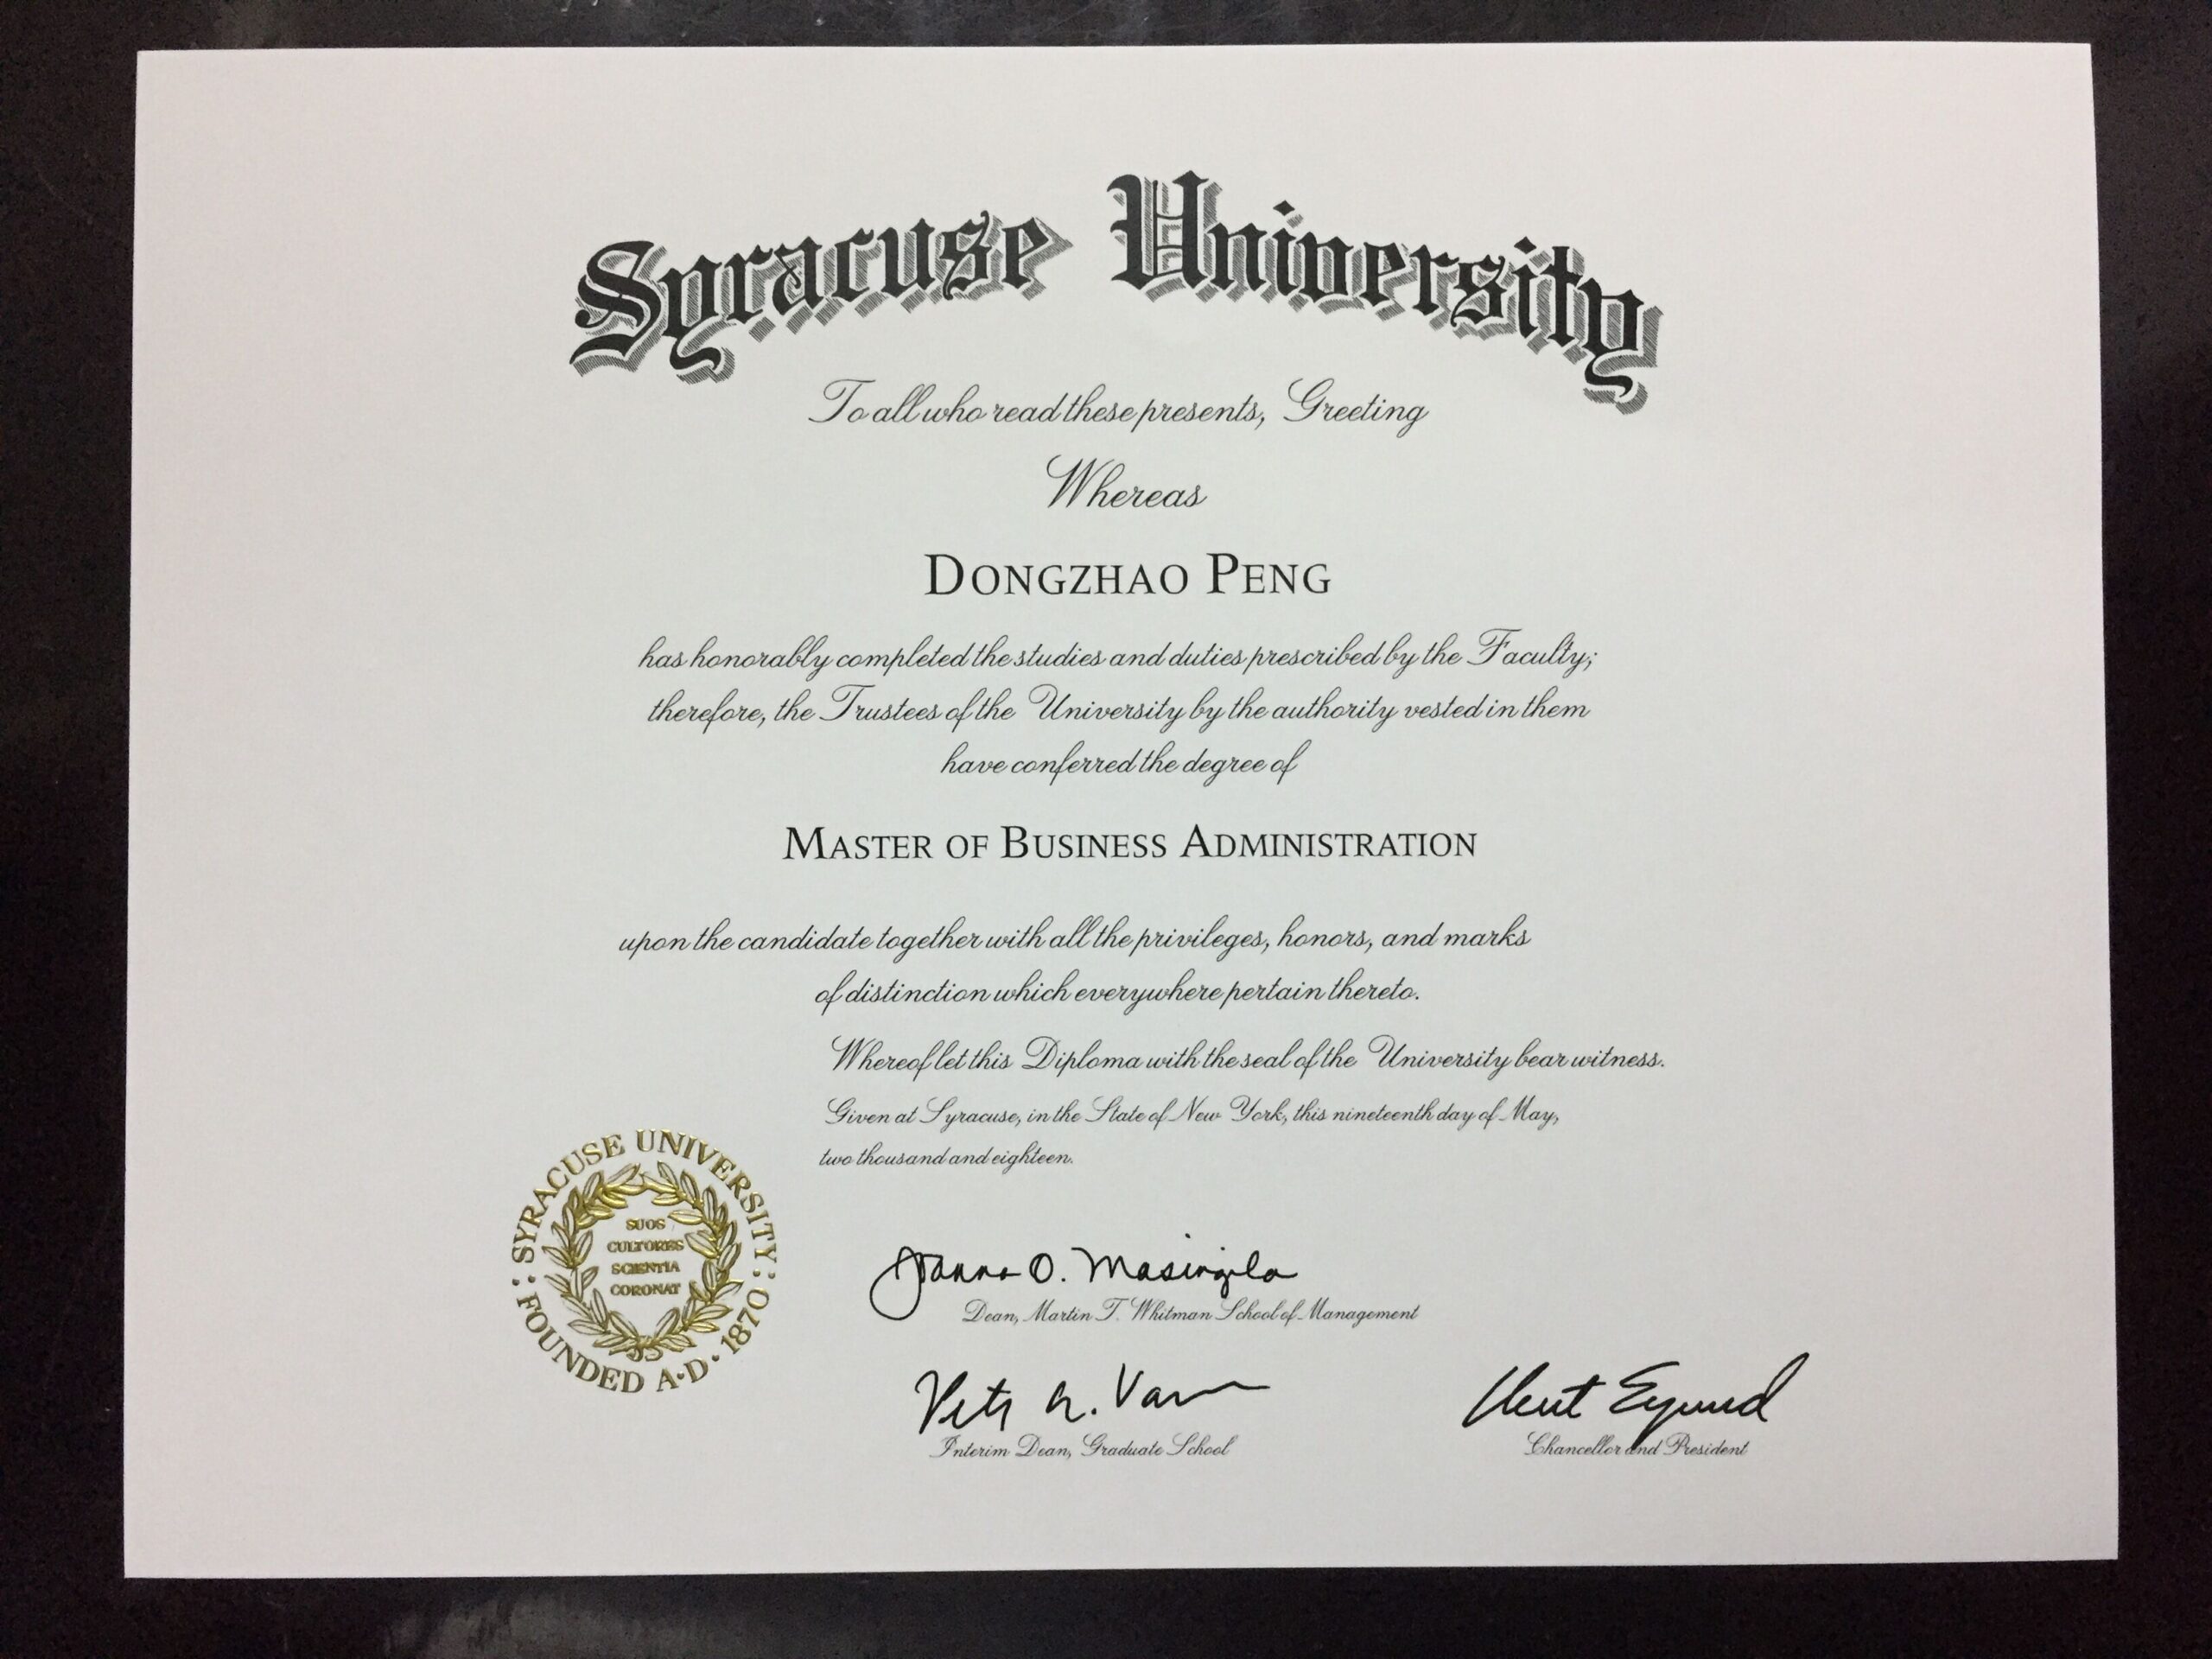 Syracuse University
To all who read these presents, Greeting
Whereas
DONGZHAO PENG
has honorably completed the studies and duties prescribed by the Faculty;
therefore, the Trustees of the University by the authority vested in them
have conferred the degree of
MASTER OF BUSINESS ADMINISTRATION
upon the candidate together with all the privileges, honors, and marks
of distinction which everywhere pertain thereto.
Whereof let this Diploma with the seal of the University bear witness.
Given at Syracuse, in the State of New York, this nineteenth day of May,
two thousand and eighteen.
SYRACUSE UNIVERSITY
SUOS
CULTORES
SCIENTIA
CORONAT
FOUNDED A·D· 1870
Joanna O. Masingila
Dean, Martin J. Whitman School of Management
Interim Dean, Graduate School
Chancellor and President